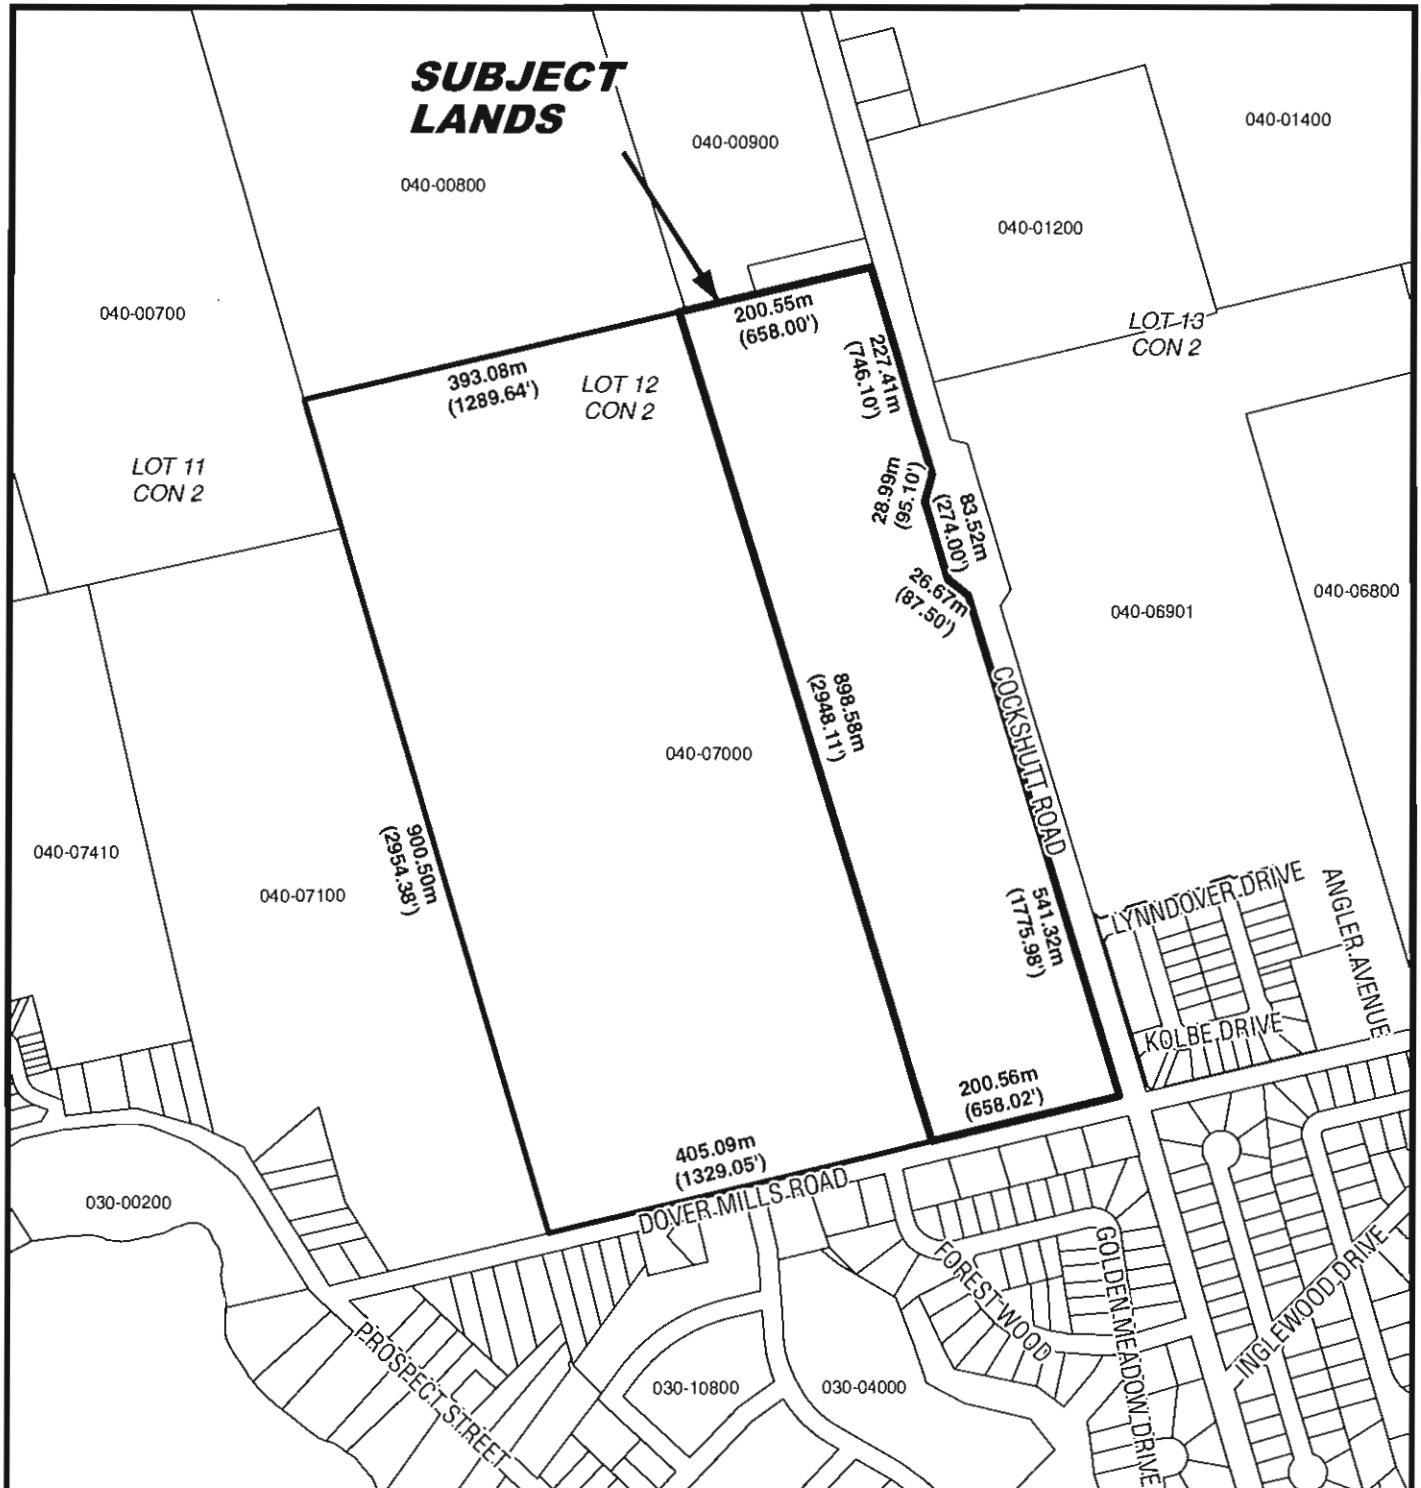 SUBJECT
LANDS
040-00900
040-01400
040-00800
040-01200
040-00700
200.55m
(658.00')
LOT 13
CON 2
227.41m
(746.10')
393.08m
(1289.64')
LOT 12
CON 2
LOT 11
CON 2
28.99m
(95.10')
83.52m
(274.00')
26.67m
(87.50')
040-06901
040-06800
COCKSHUTT ROAD
898.58m
(2948.11')
040-07000
040-07410
040-07100
900.50m
(2954.38')
541.32m
(1775.98')
LYNNDOVER DRIVE
ANGLER AVENUE
KOLBE DRIVE
200.56m
(658.02')
405.09m
(1329.05')
DOVER MILLS ROAD
030-00200
FOREST WOOD
GOLDEN MEADOW DRIVE
INGLEWOOD DRIVE
PROSPECT STREET
030-10800
030-04000